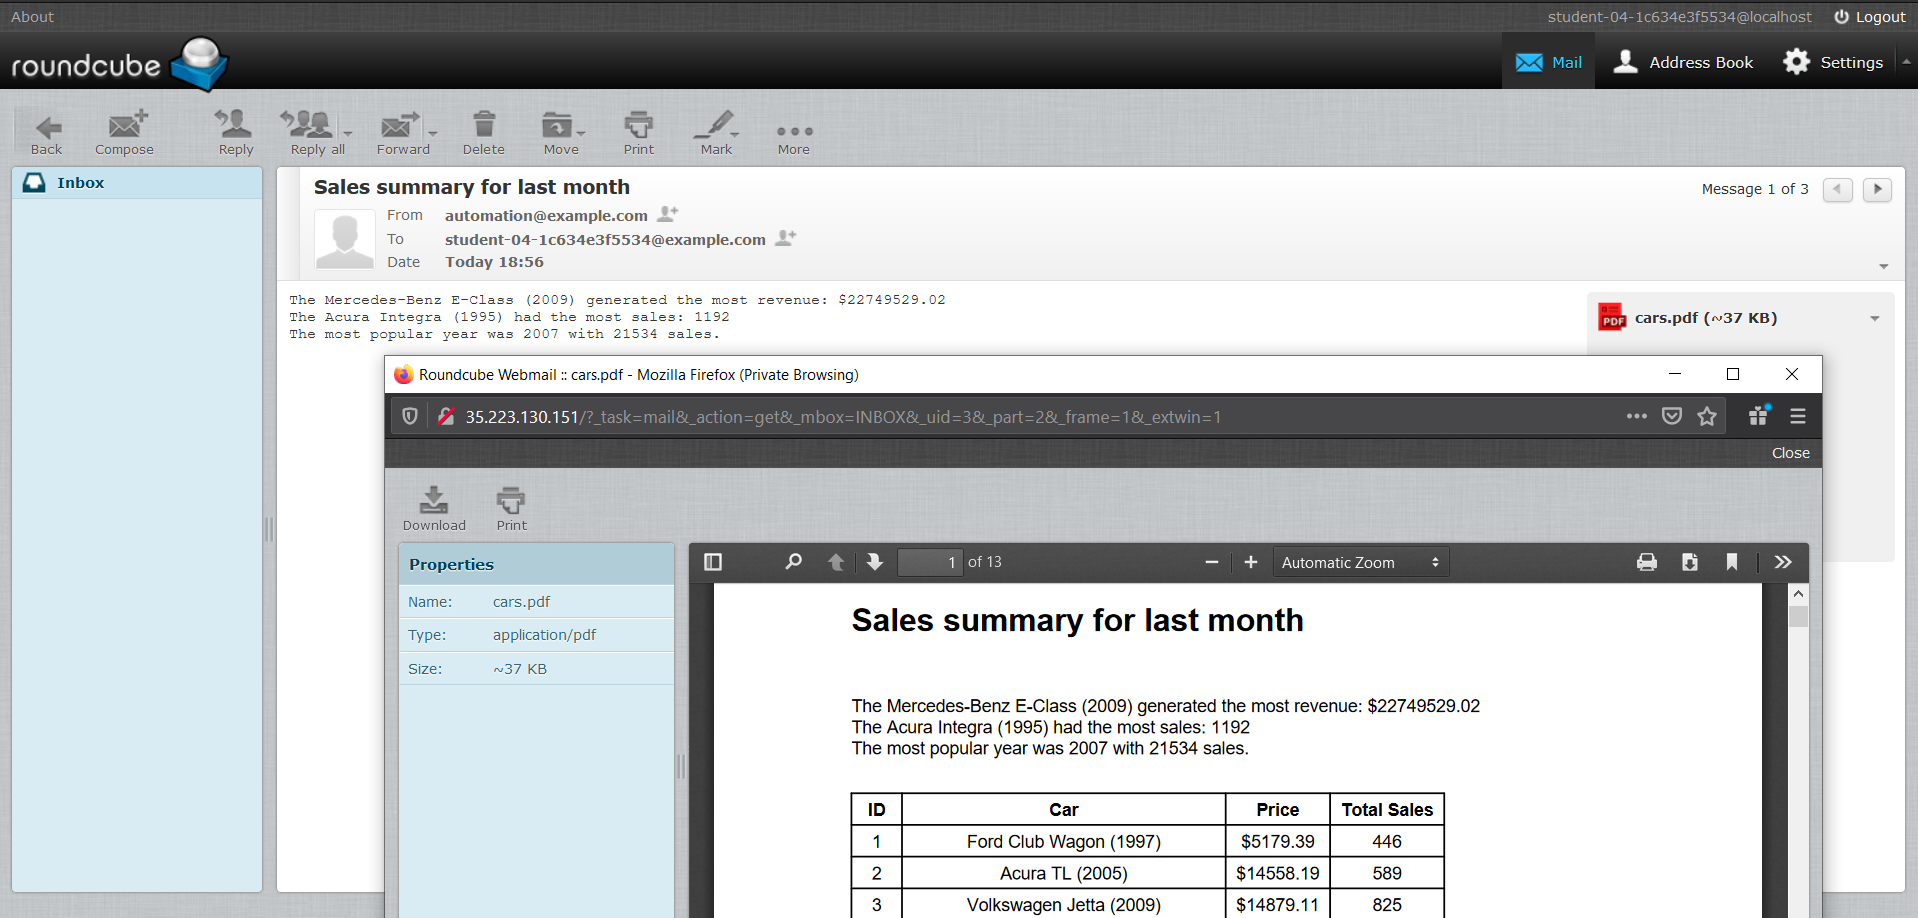 About
student-04-1c634e3f5534@localhost Logout
roundcube
Mail Address Book Settings
Back Compose Reply Reply all Forward Delete Move Print Mark More
Inbox
Sales summary for last month
Message 1 of 3
From automation@example.com
To student-04-1c634e3f5534@example.com
Date Today 18:56
The Mercedes-Benz E-Class (2009) generated the most revenue: $22749529.02
The Acura Integra (1995) had the most sales: 1192
The most popular year was 2007 with 21534 sales.
PDF cars.pdf (~37 KB)
Roundcube Webmail :: cars.pdf - Mozilla Firefox (Private Browsing)
35.223.130.151/?_task=mail&_action=get&_mbox=INBOX&_uid=3&_part=2&_frame=1&_extwin=1
Close
Download Print
Properties
Name: cars.pdf
Type: application/pdf
Size: ~37 KB
1 of 13 Automatic Zoom
Sales summary for last month
The Mercedes-Benz E-Class (2009) generated the most revenue: $22749529.02
The Acura Integra (1995) had the most sales: 1192
The most popular year was 2007 with 21534 sales.
ID Car Price Total Sales
1 Ford Club Wagon (1997) $5179.39 446
2 Acura TL (2005) $14558.19 589
3 Volkswagen Jetta (2009) $14879.11 825